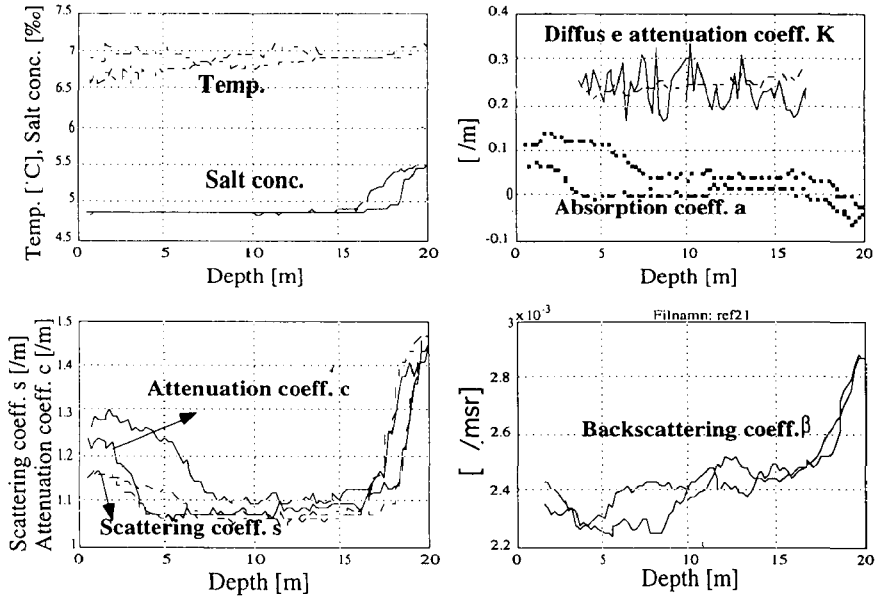 Temp. [°C], Salt conc. [‰]
7.5
7
6.5
6
5.5
5
4.5
Temp.
Salt conc.
0
5
10
15
20
Depth [m]
[ /m]
0.4
0.3
0.2
0.1
0
-0.1
Diffus e attenuation coeff. K
Absorption coeff. a
0
5
10
15
20
Depth [m]
Scattering coeff. s [/m]
Attenuation coeff. c [/m]
1.5
1.4
1.3
1.2
1.1
1
Attenuation coeff. c
Scattering coeff. s
0
5
10
15
20
Depth [m]
x10⁻³
Filnamn: ref21
[ /msr]
3
2.8
2.6
2.4
2.2
Backscattering coeff.β
0
5
10
15
20
Depth [m]